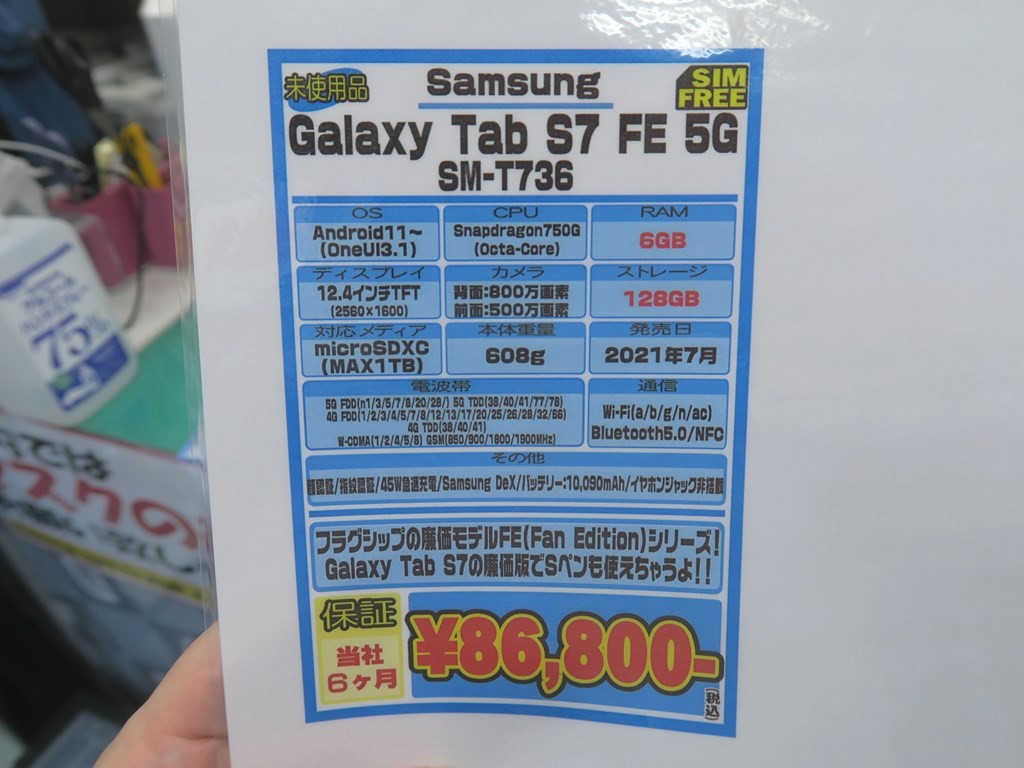 未使用品
Samsung
SIM
FREE
Galaxy Tab S7 FE 5G
SM-T736
OS
CPU
RAM
Android11～
(OneUI3.1)
Snapdragon750G
(Octa-Core)
6GB
ディスプレイ
カメラ
ストレージ
12.4インチTFT
(2560×1600)
背面:800万画素
前面:500万画素
128GB
対応メディア
本体重量
発売日
microSDXC
(MAX1TB)
608g
2021年7月
電波帯
通信
5G FDD(n1/3/5/7/8/20/28/) 5G TDD(38/40/41/77/78)
4G FDD(1/2/3/4/5/7/8/12/13/17/20/25/26/28/32/66)
4G TDD(38/40/41)
W-CDMA(1/2/4/5/8) GSM(850/900/1800/1900MHz)
Wi-Fi(a/b/g/n/ac)
Bluetooth5.0/NFC
その他
顔認証/指紋認証/45W急速充電/Samsung DeX/バッテリー:10,090mAh/イヤホンジャック非搭載
フラグシップの廉価モデルFE(Fan Edition)シリーズ!
Galaxy Tab S7の廉価版でSペンも使えちゃうよ!!
保証
当社
6ヶ月
¥86,800-
(税込)
75%
スクの